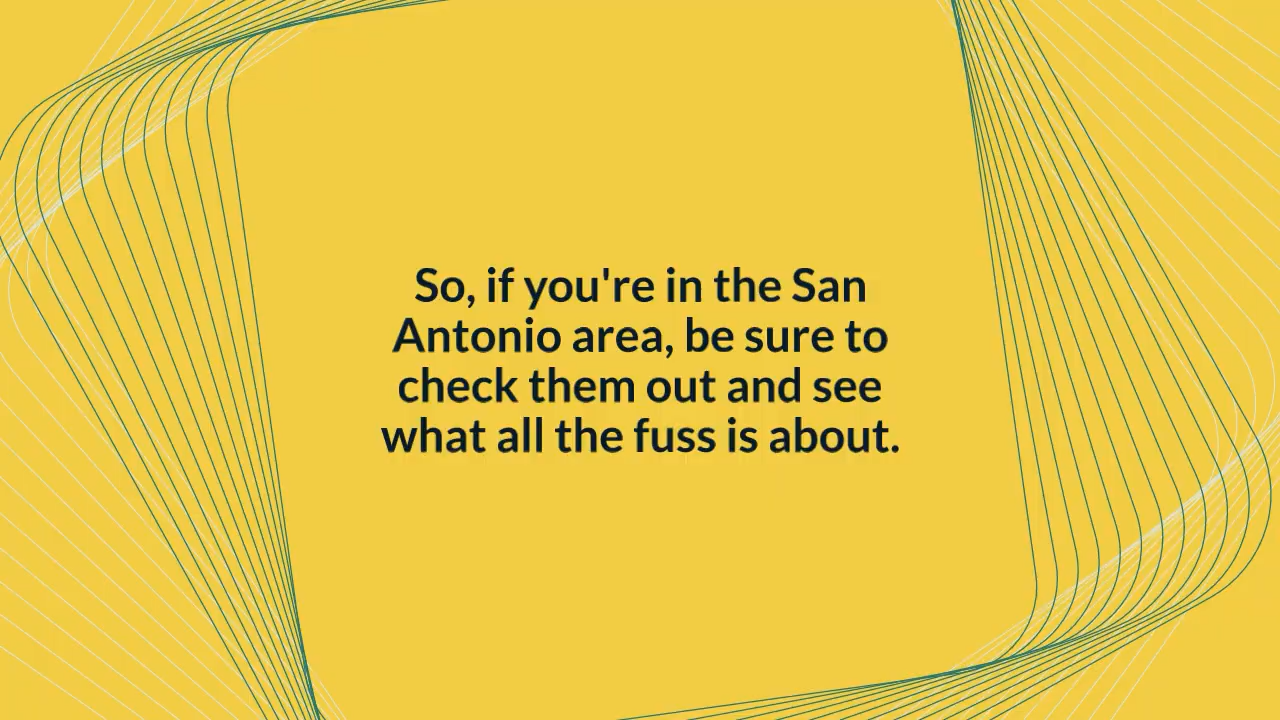 So, if you're in the San
Antonio area, be sure to
check them out and see
what all the fuss is about.